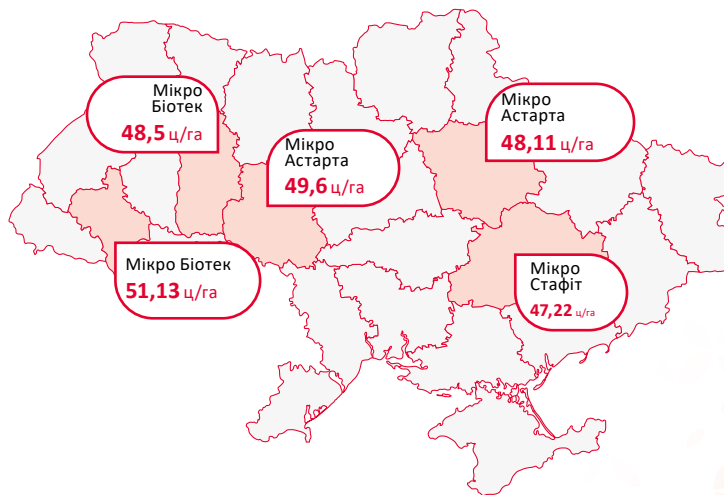 Мікро
Біотек
48,5 ц/га
Мікро
Астарта
48,11 ц/га
Мікро
Астарта
49,6 ц/га
Мікро Біотек
51,13 ц/га
Мікро
Стафіт
47,22 ц/га